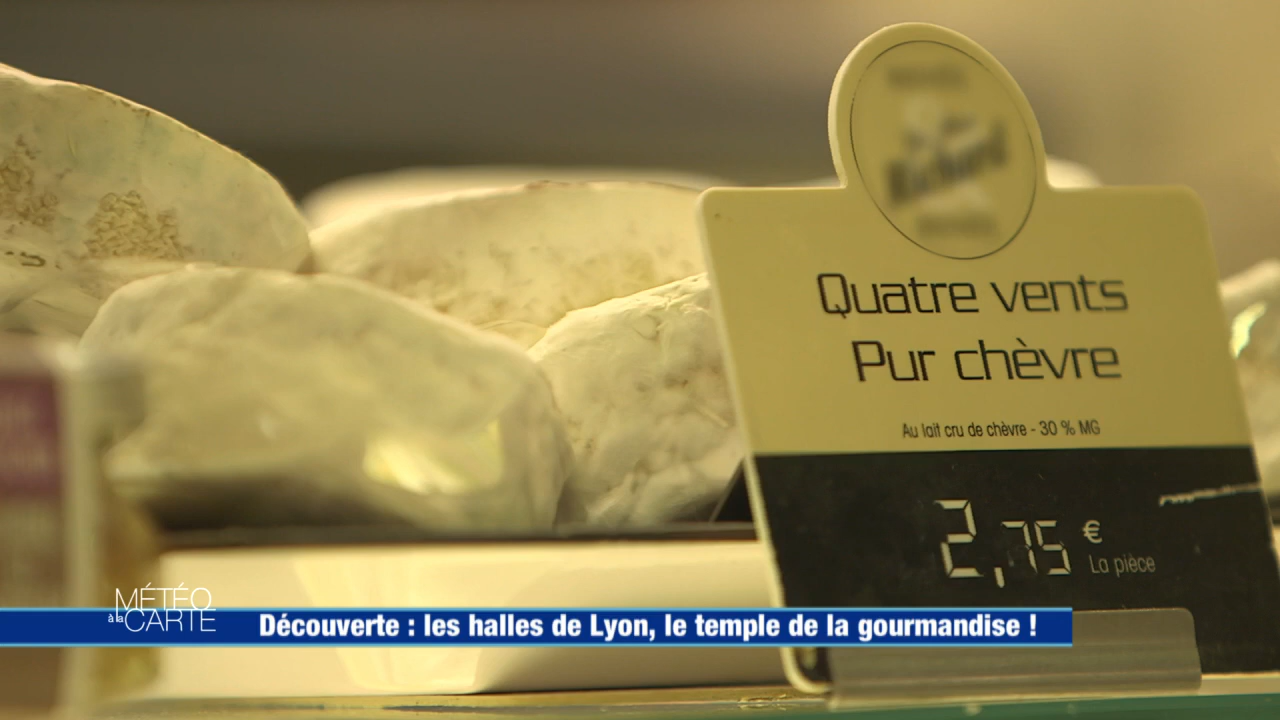 Quatre vents
Pur chèvre
Au lait cru de chèvre - 30 % MG
2,75 €
La pièce
MÉTÉO
à la CARTE
Découverte : les halles de Lyon, le temple de la gourmandise !